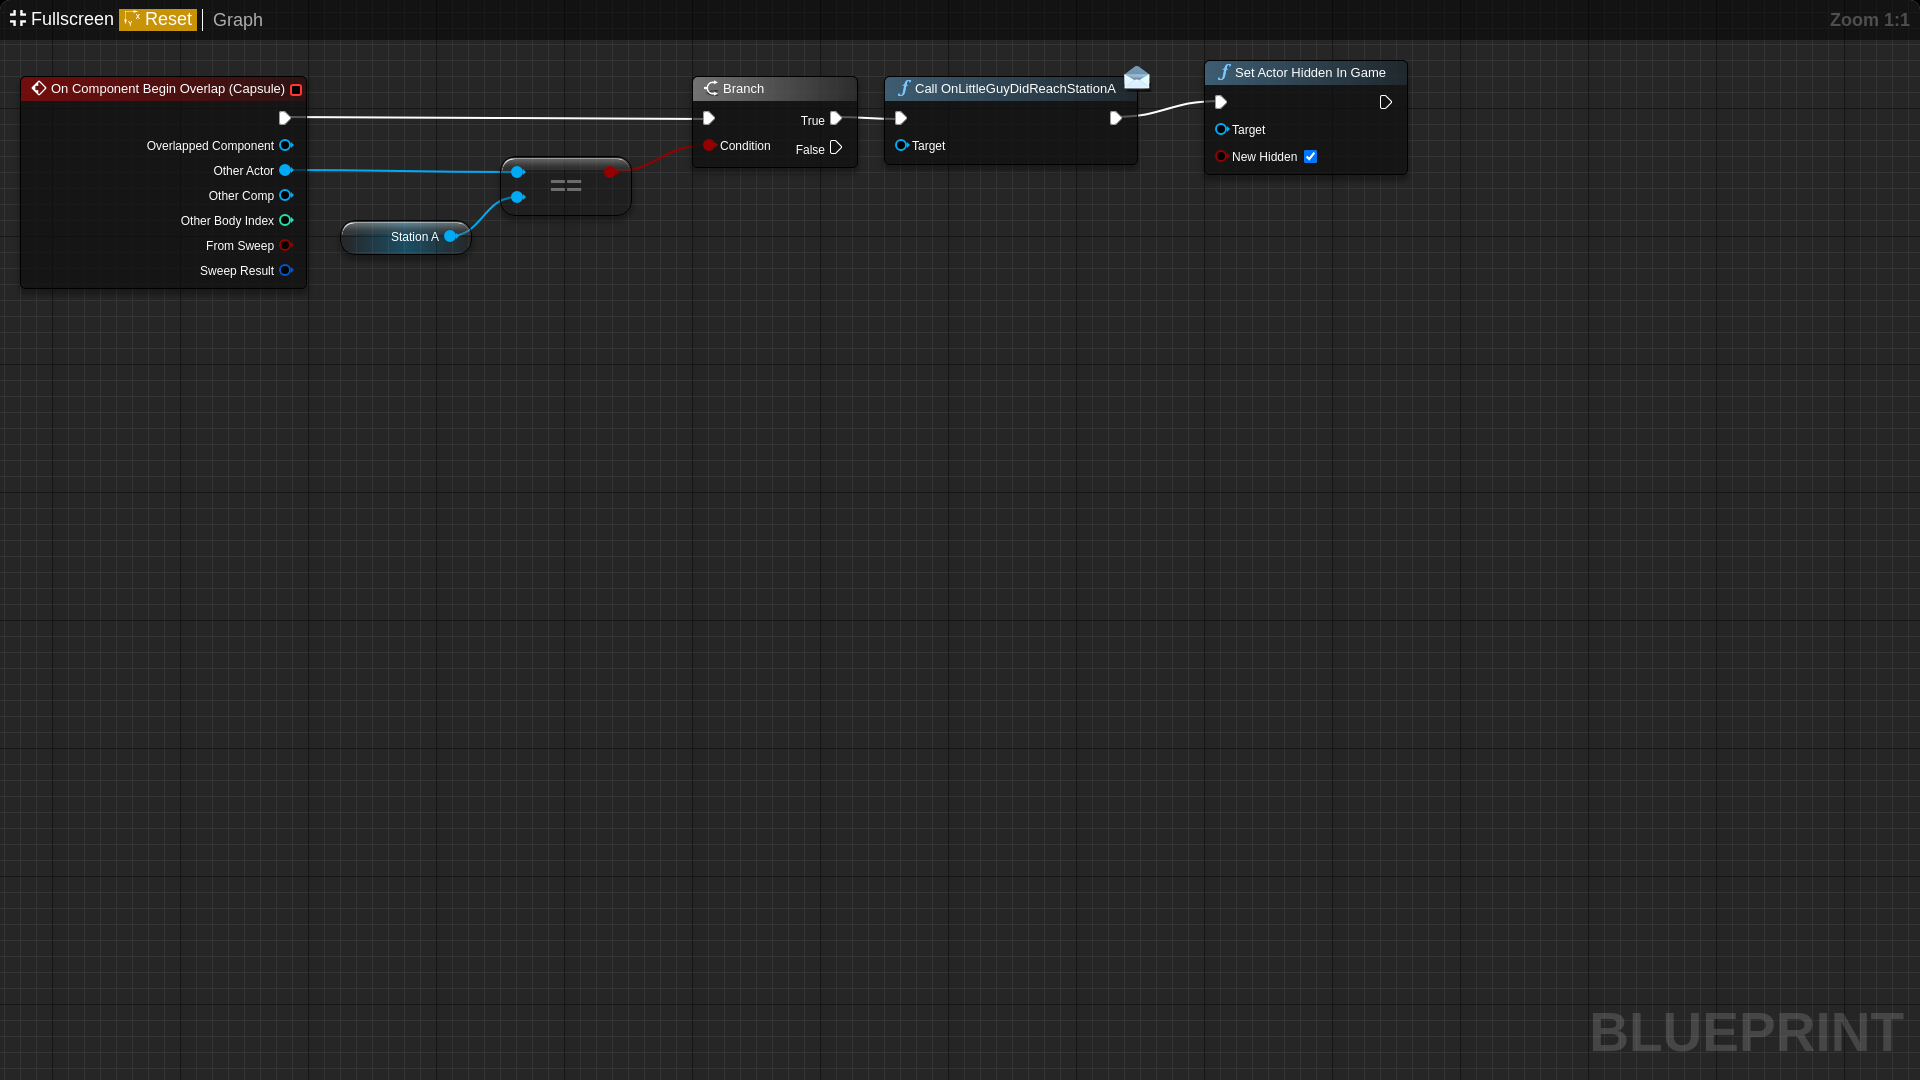 Fullscreen Reset Graph
Zoom 1:1
On Component Begin Overlap (Capsule)
Overlapped Component
Other Actor
Other Comp
Other Body Index
From Sweep
Sweep Result
Station A
==
Branch
True
Condition
False
Call OnLittleGuyDidReachStationA
Target
Set Actor Hidden In Game
Target
New Hidden
BLUEPRINT